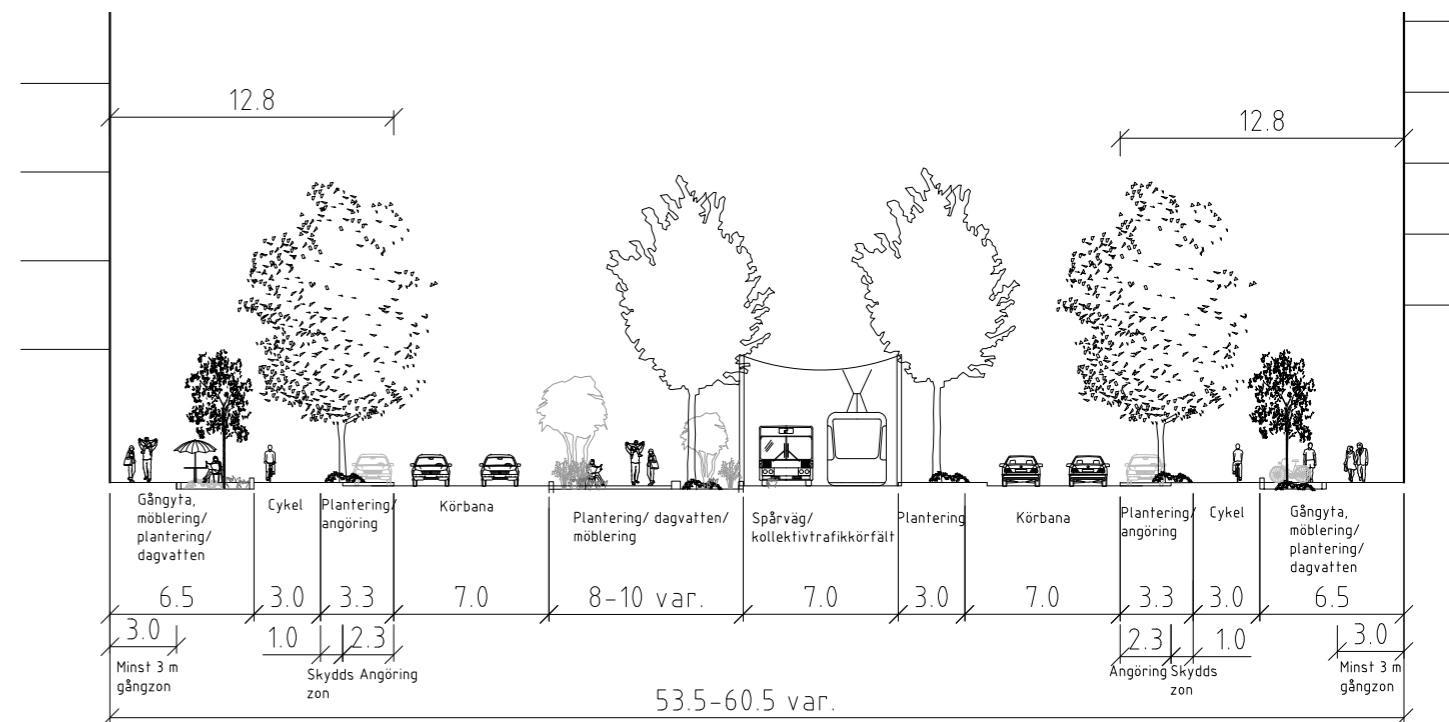 12.8
12.8
Gångyta,
möblering/
plantering/
dagvatten
Cykel
Plantering/
angöring
Körbana
Plantering/ dagvatten/
möblering
Spårväg/
kollektivtrafikkörfält
Plantering
Körbana
Plantering/
angöring
Cykel
Gångyta,
möblering/
plantering/
dagvatten
6.5
3.0
3.3
7.0
8-10 var.
7.0
3.0
7.0
3.3
3.0
6.5
3.0
1.0
2.3
2.3
1.0
3.0
Minst 3 m
gångzon
Skydds
zon
Angöring
Angöring
Skydds
zon
Minst 3 m
gångzon
53.5-60.5 var.